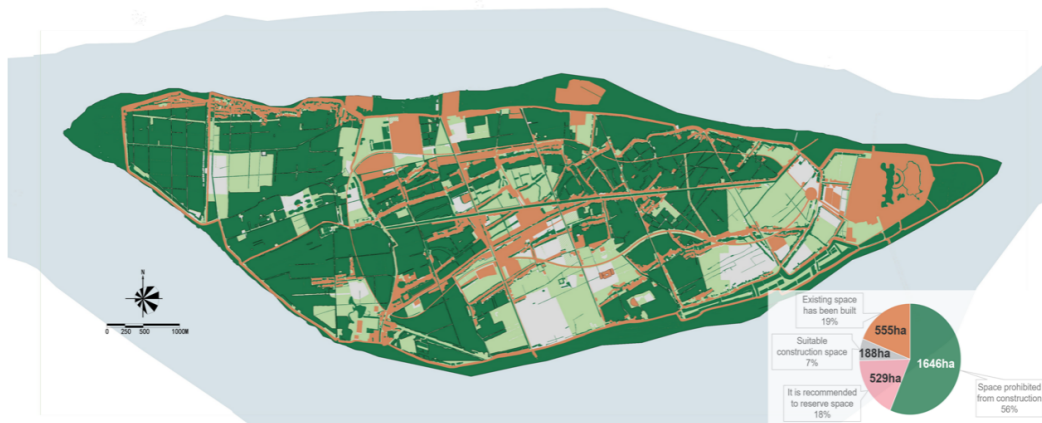 N
0 250 500 1000M
Existing space
has been built
19%
555ha
Suitable
construction space
7%
188ha
1646ha
529ha
It is recommended
to reserve space
18%
Space prohibited
from construction
56%